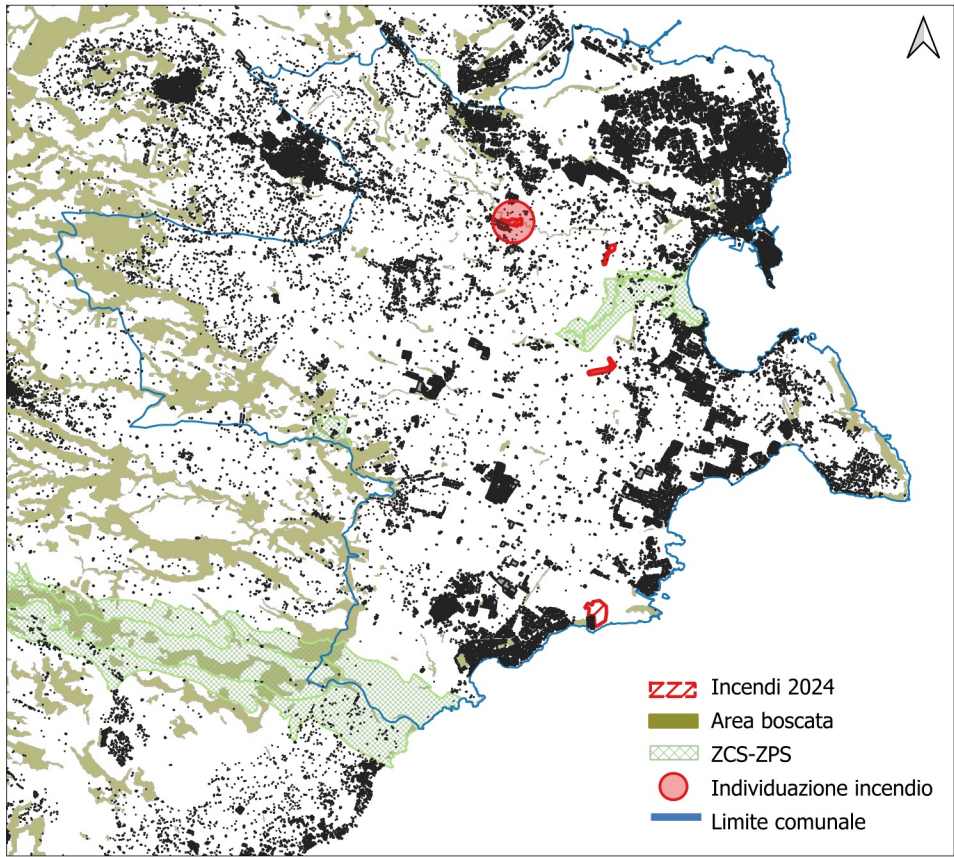 Incendi 2024
Area boscata
ZCS-ZPS
Individuazione incendio
Limite comunale